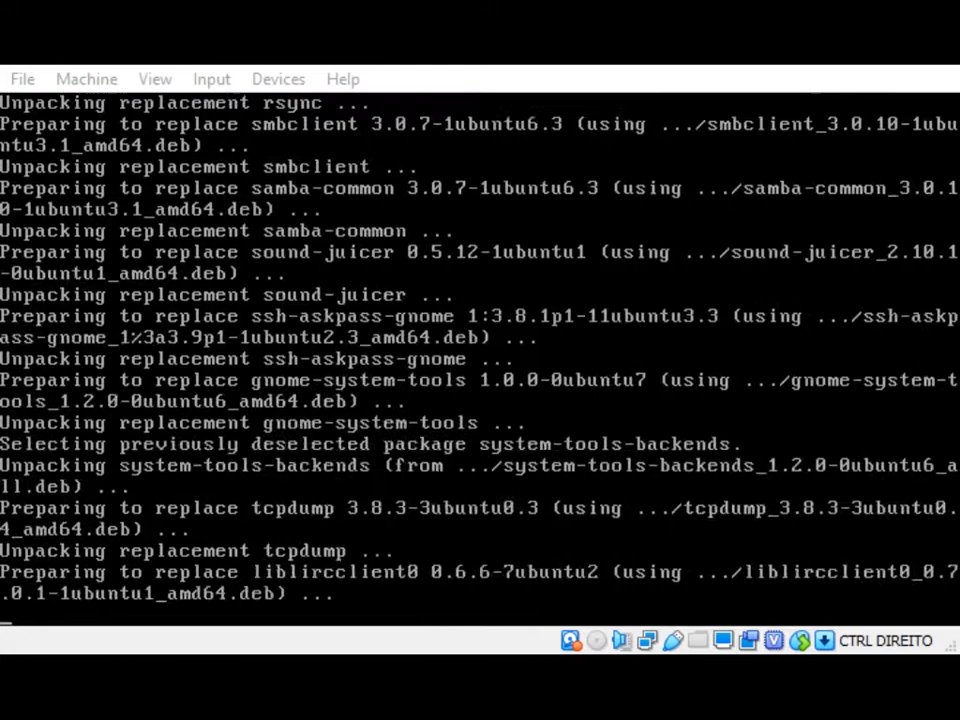 File Machine View Input Devices Help
Unpacking replacement rsync ...
Preparing to replace smbclient 3.0.7-1ubuntu6.3 (using .../smbclient_3.0.10-1ubu
ntu3.1_amd64.deb) ...
Unpacking replacement smbclient ...
Preparing to replace samba-common 3.0.7-1ubuntu6.3 (using .../samba-common_3.0.1
0-1ubuntu3.1_amd64.deb) ...
Unpacking replacement samba-common ...
Preparing to replace sound-juicer 0.5.12-1ubuntu1 (using .../sound-juicer_2.10.1
-0ubuntu1_amd64.deb) ...
Unpacking replacement sound-juicer ...
Preparing to replace ssh-askpass-gnome 1:3.8.1p1-11ubuntu3.3 (using .../ssh-askp
ass-gnome_1%3a3.9p1-1ubuntu2.3_amd64.deb) ...
Unpacking replacement ssh-askpass-gnome ...
Preparing to replace gnome-system-tools 1.0.0-0ubuntu7 (using .../gnome-system-t
ools_1.2.0-0ubuntu6_amd64.deb) ...
Unpacking replacement gnome-system-tools ...
Selecting previously deselected package system-tools-backends.
Unpacking system-tools-backends (from .../system-tools-backends_1.2.0-0ubuntu6_a
ll.deb) ...
Preparing to replace tcpdump 3.8.3-3ubuntu0.3 (using .../tcpdump_3.8.3-3ubuntu0.
4_amd64.deb) ...
Unpacking replacement tcpdump ...
Preparing to replace liblircclient0 0.6.6-7ubuntu2 (using .../liblircclient0_0.7
.0.1-1ubuntu1_amd64.deb) ...
CTRL DIREITO